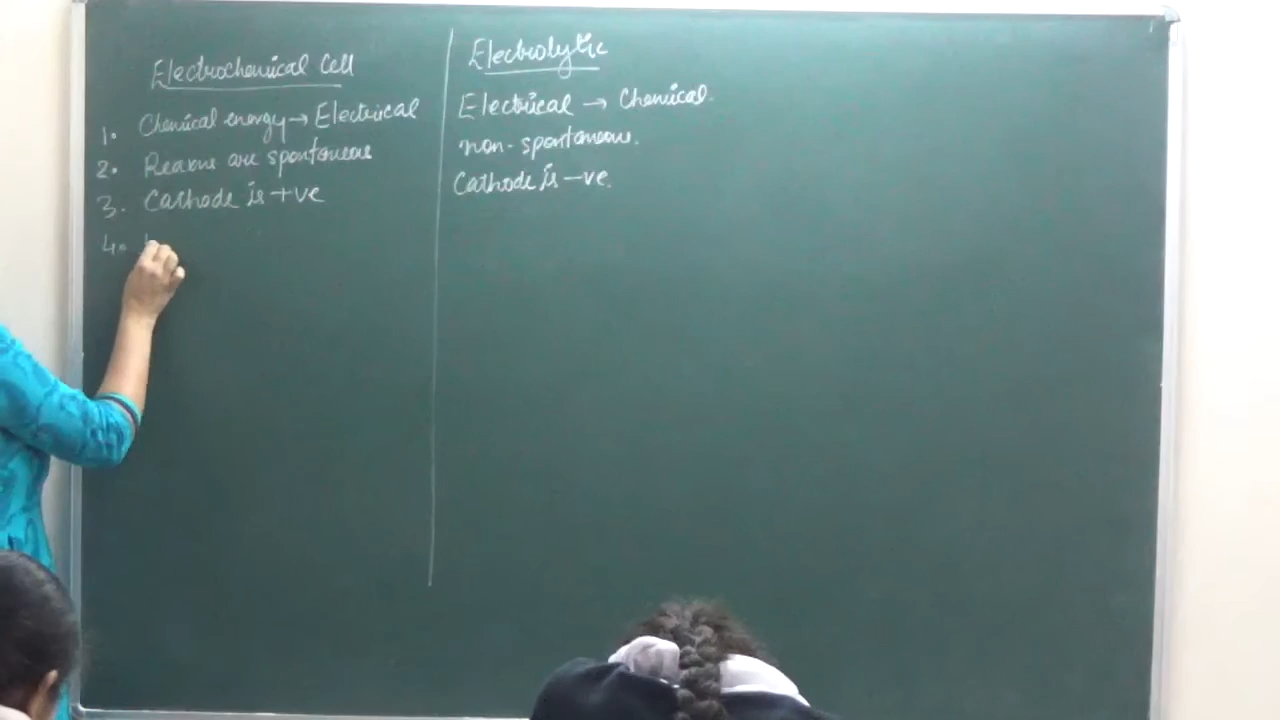 Electrochemical Cell
1. Chemical energy → Electrical
2. Reaxns are spontaneous
3. Cathode is +ve
4.
Electrolytic
Electrical → Chemical.
non-spontaneous.
Cathode is -ve.